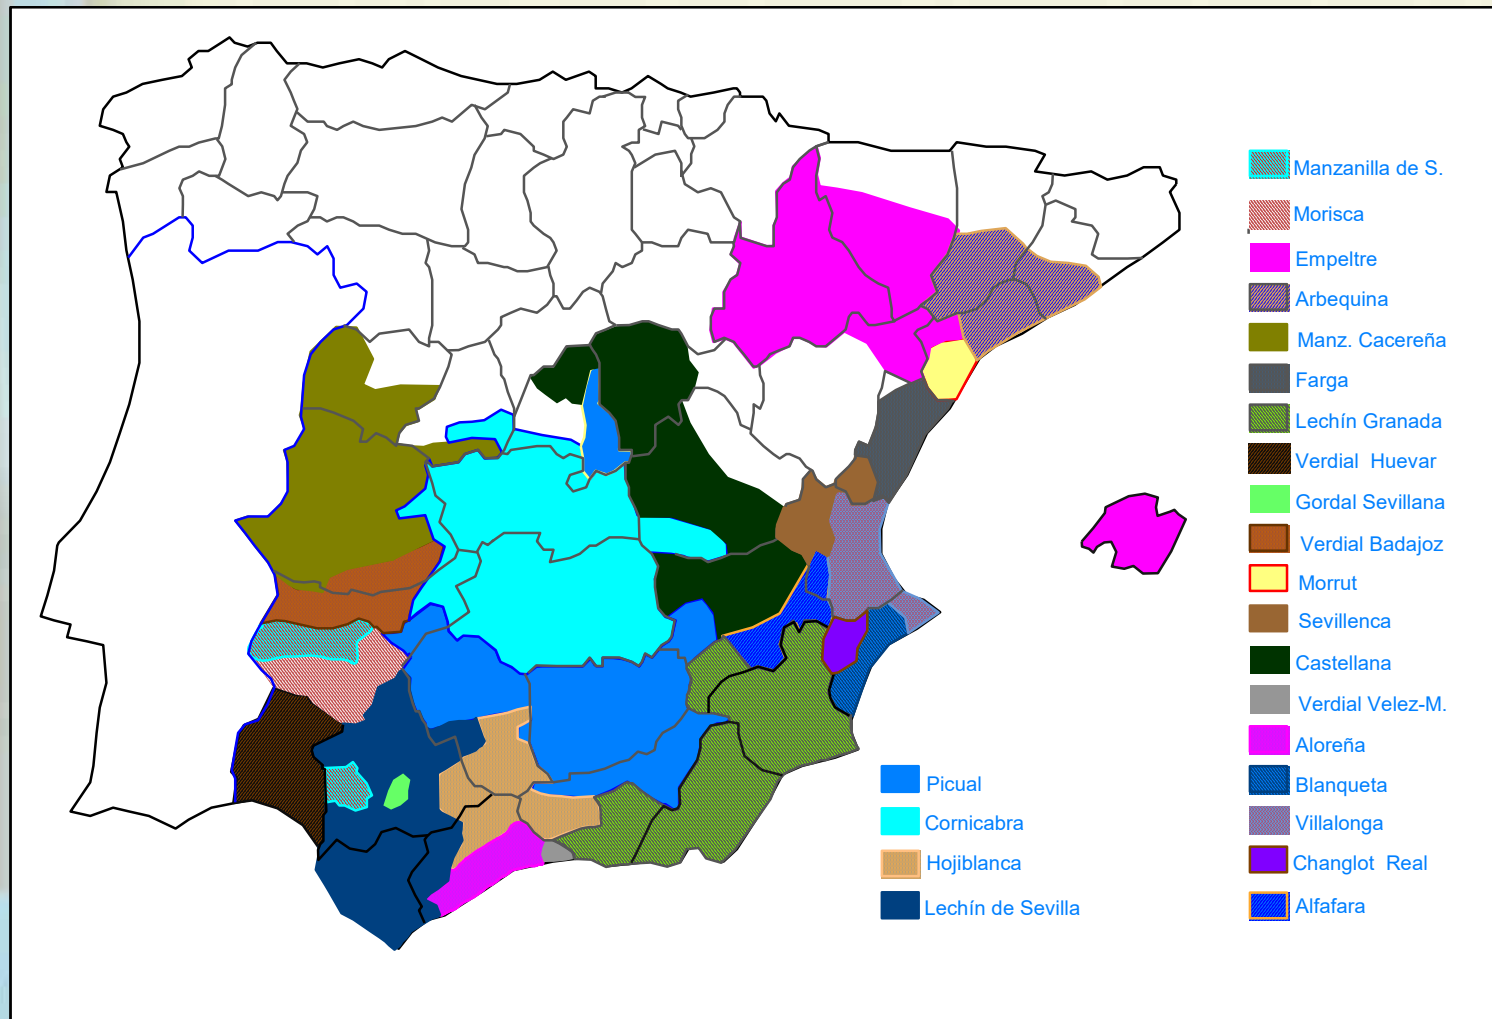 Manzanilla de S.
Morisca
Empeltre
Arbequina
Manz. Cacereña
Farga
Lechín Granada
Verdial Huevar
Gordal Sevillana
Verdial Badajoz
Morrut
Sevillenca
Castellana
Verdial Velez-M.
Aloreña
Blanqueta
Villalonga
Changlot Real
Alfafara
Picual
Cornicabra
Hojiblanca
Lechín de Sevilla